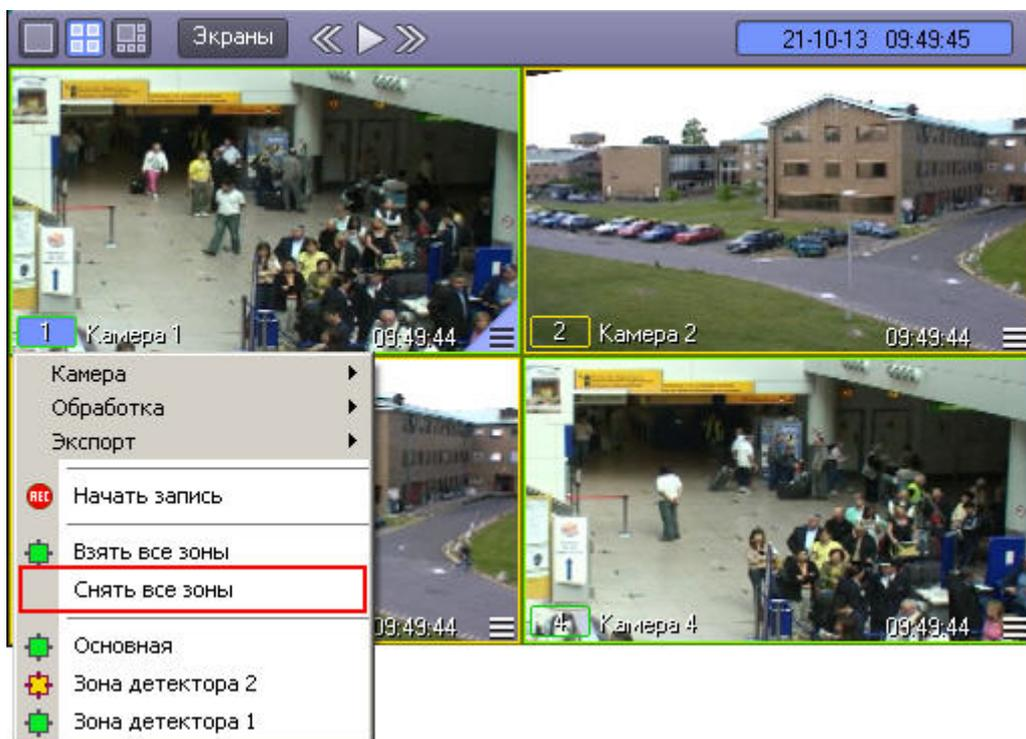 Экраны
21-10-13 09:49:45
1 Камера 1 09:49:44
2 Камера 2 09:49:44
Камера
Обработка
Экспорт
REC Начать запись
Взять все зоны
Снять все зоны
Основная
Зона детектора 2
Зона детектора 1
09:49:44
4 Камера 4 09:49:44